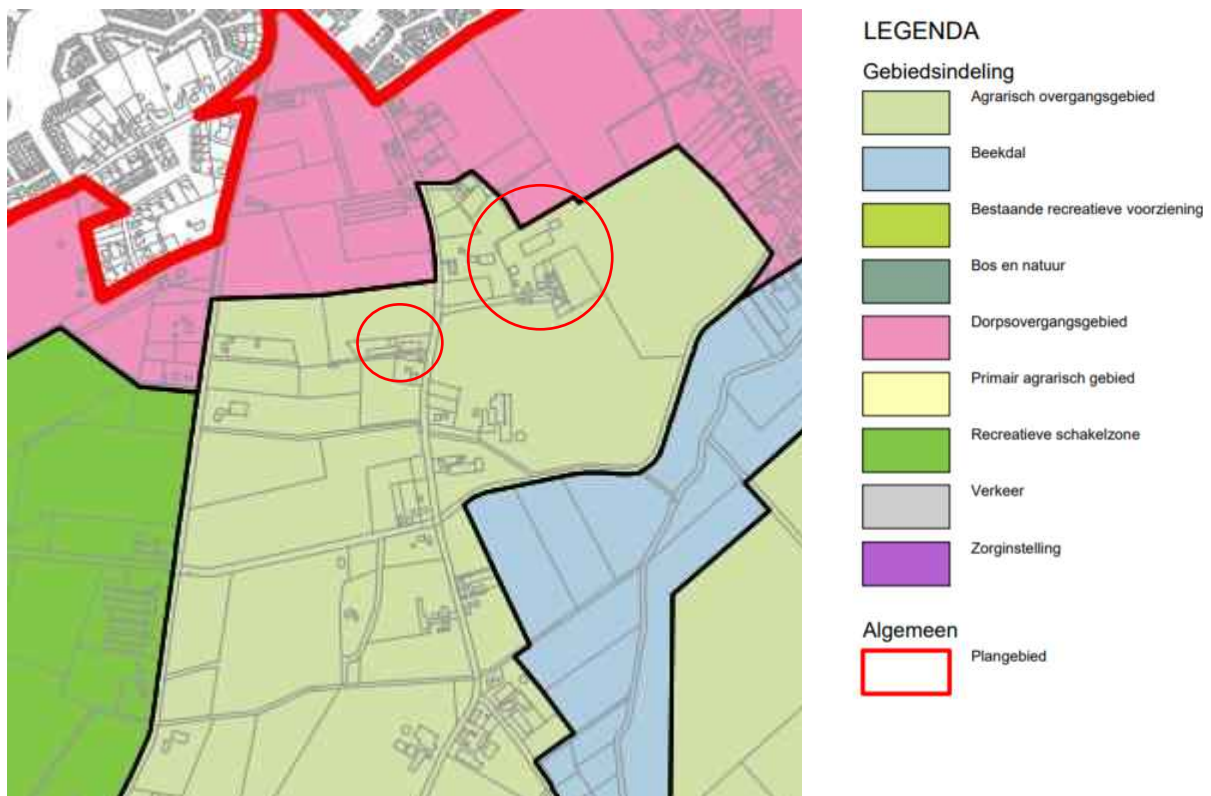 LEGENDA
Gebiedsindeling
Agrarisch overgangsgebied
Beekdal
Bestaande recreatieve voorziening
Bos en natuur
Dorpsovergangsgebied
Primair agrarisch gebied
Recreatieve schakelzone
Verkeer
Zorginstelling
Algemeen
Plangebied